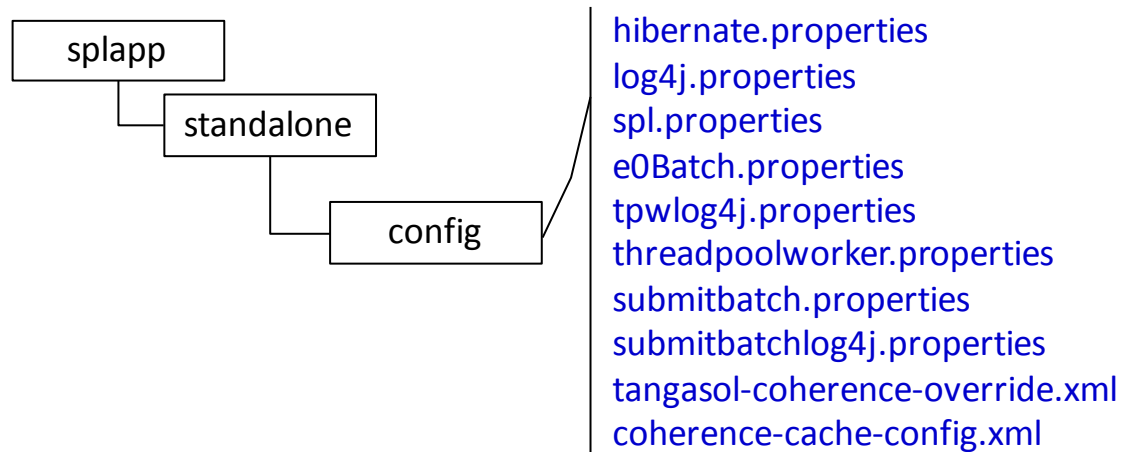 splapp
standalone
config
hibernate.properties
log4j.properties
spl.properties
e0Batch.properties
tpwlog4j.properties
threadpoolworker.properties
submitbatch.properties
submitbatchlog4j.properties
tangasol-coherence-override.xml
coherence-cache-config.xml